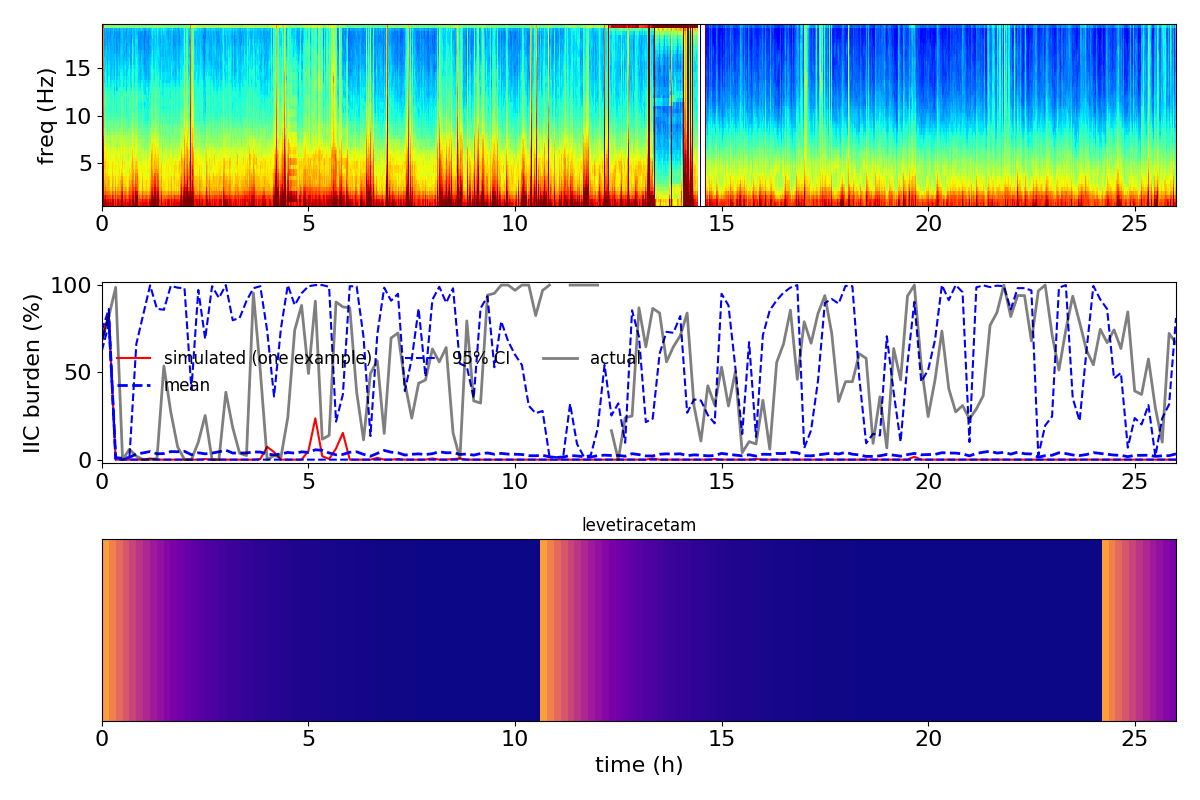 freq (Hz)
15
10
5
0 5 10 15 20 25
IIC burden (%)
100
50
0
simulated (one example) 95% CI actual
mean
0 5 10 15 20 25
levetiracetam
0 5 10 15 20 25
time (h)